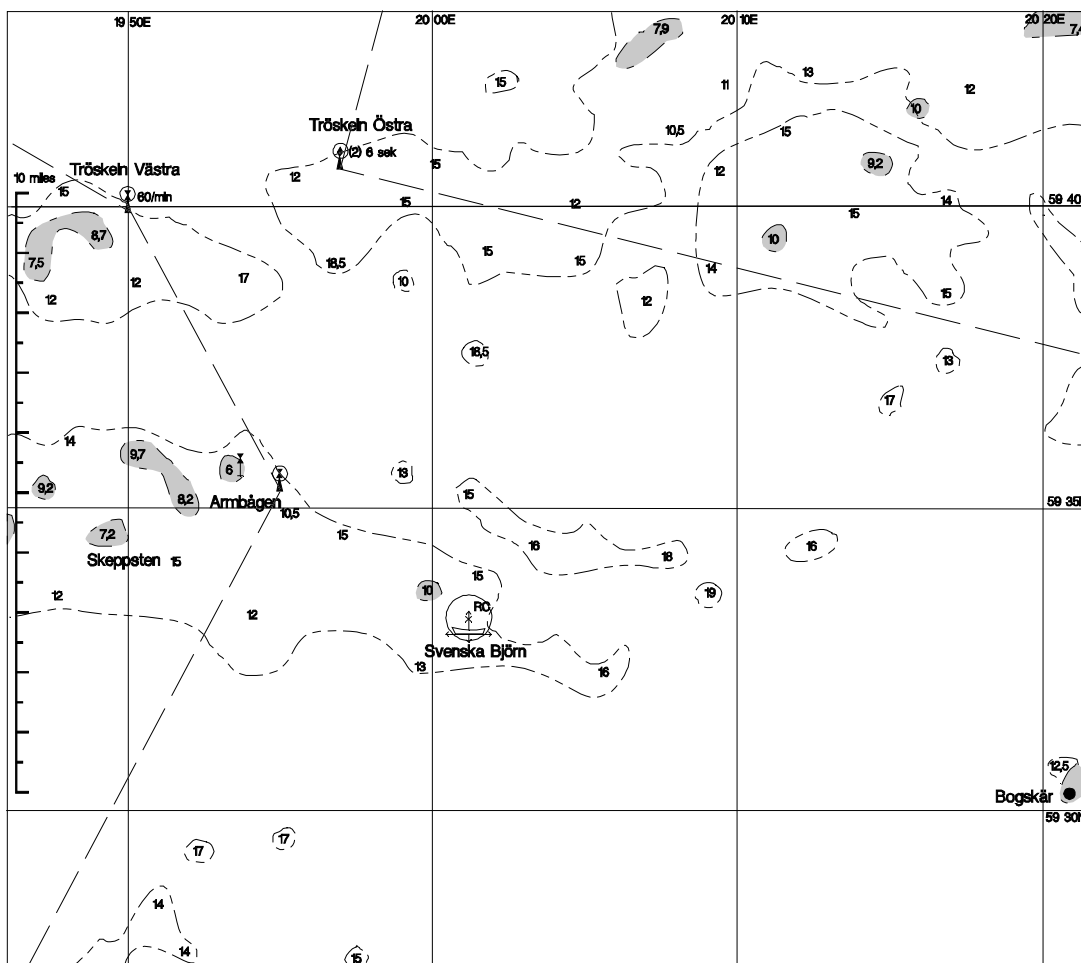 19 50E 20 00E 20 10E 20 20E
7,9 7,4
15 11 13 12
10
Tröskeln Östra
(2) 6 sek
10,5 15
15 9,2
Tröskeln Västra
10 miles 15 60/min 12 15 12 12 15 14
15 59 40
8,7 10
7,5 18,5 15 15 14
12 12 17 10 12 15
18,5 13
17
14
9,7 6 13
9,2 8,2 Armbågen 15
10,5 59 35
7,2 15 16 16
Skeppsten 15 18
15
12 10 19
12 RC
Svenska Björn
13 16
12,5
Bogskär
59 30N
17 17
14
14 15